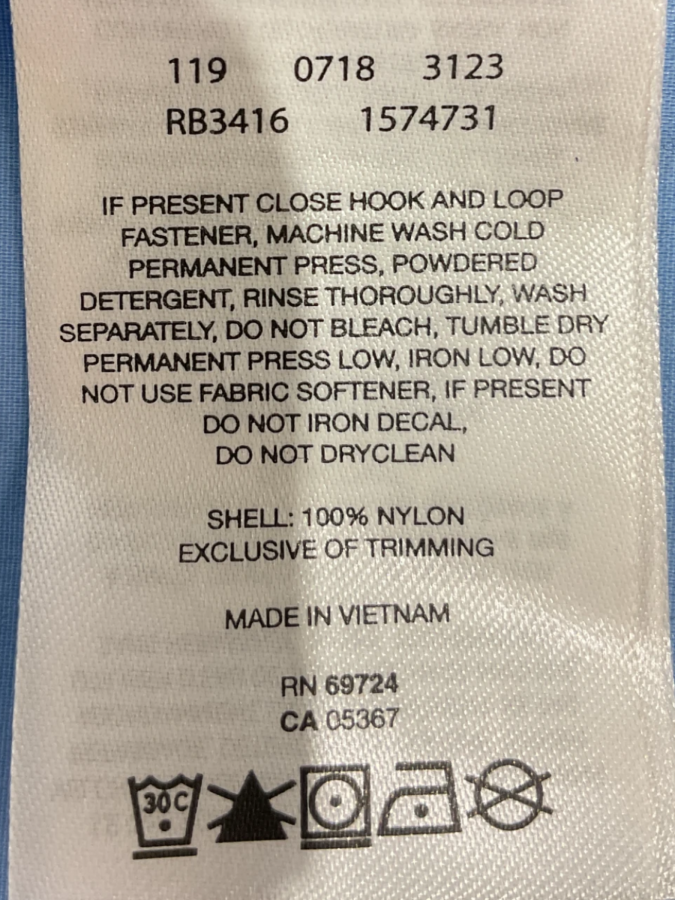 119 0718 3123
RB3416 1574731
IF PRESENT CLOSE HOOK AND LOOP
FASTENER, MACHINE WASH COLD
PERMANENT PRESS, POWDERED
DETERGENT, RINSE THOROUGHLY, WASH
SEPARATELY, DO NOT BLEACH, TUMBLE DRY
PERMANENT PRESS LOW, IRON LOW, DO
NOT USE FABRIC SOFTENER, IF PRESENT
DO NOT IRON DECAL,
DO NOT DRYCLEAN
SHELL: 100% NYLON
EXCLUSIVE OF TRIMMING
MADE IN VIETNAM
RN 69724
CA 05367
30C